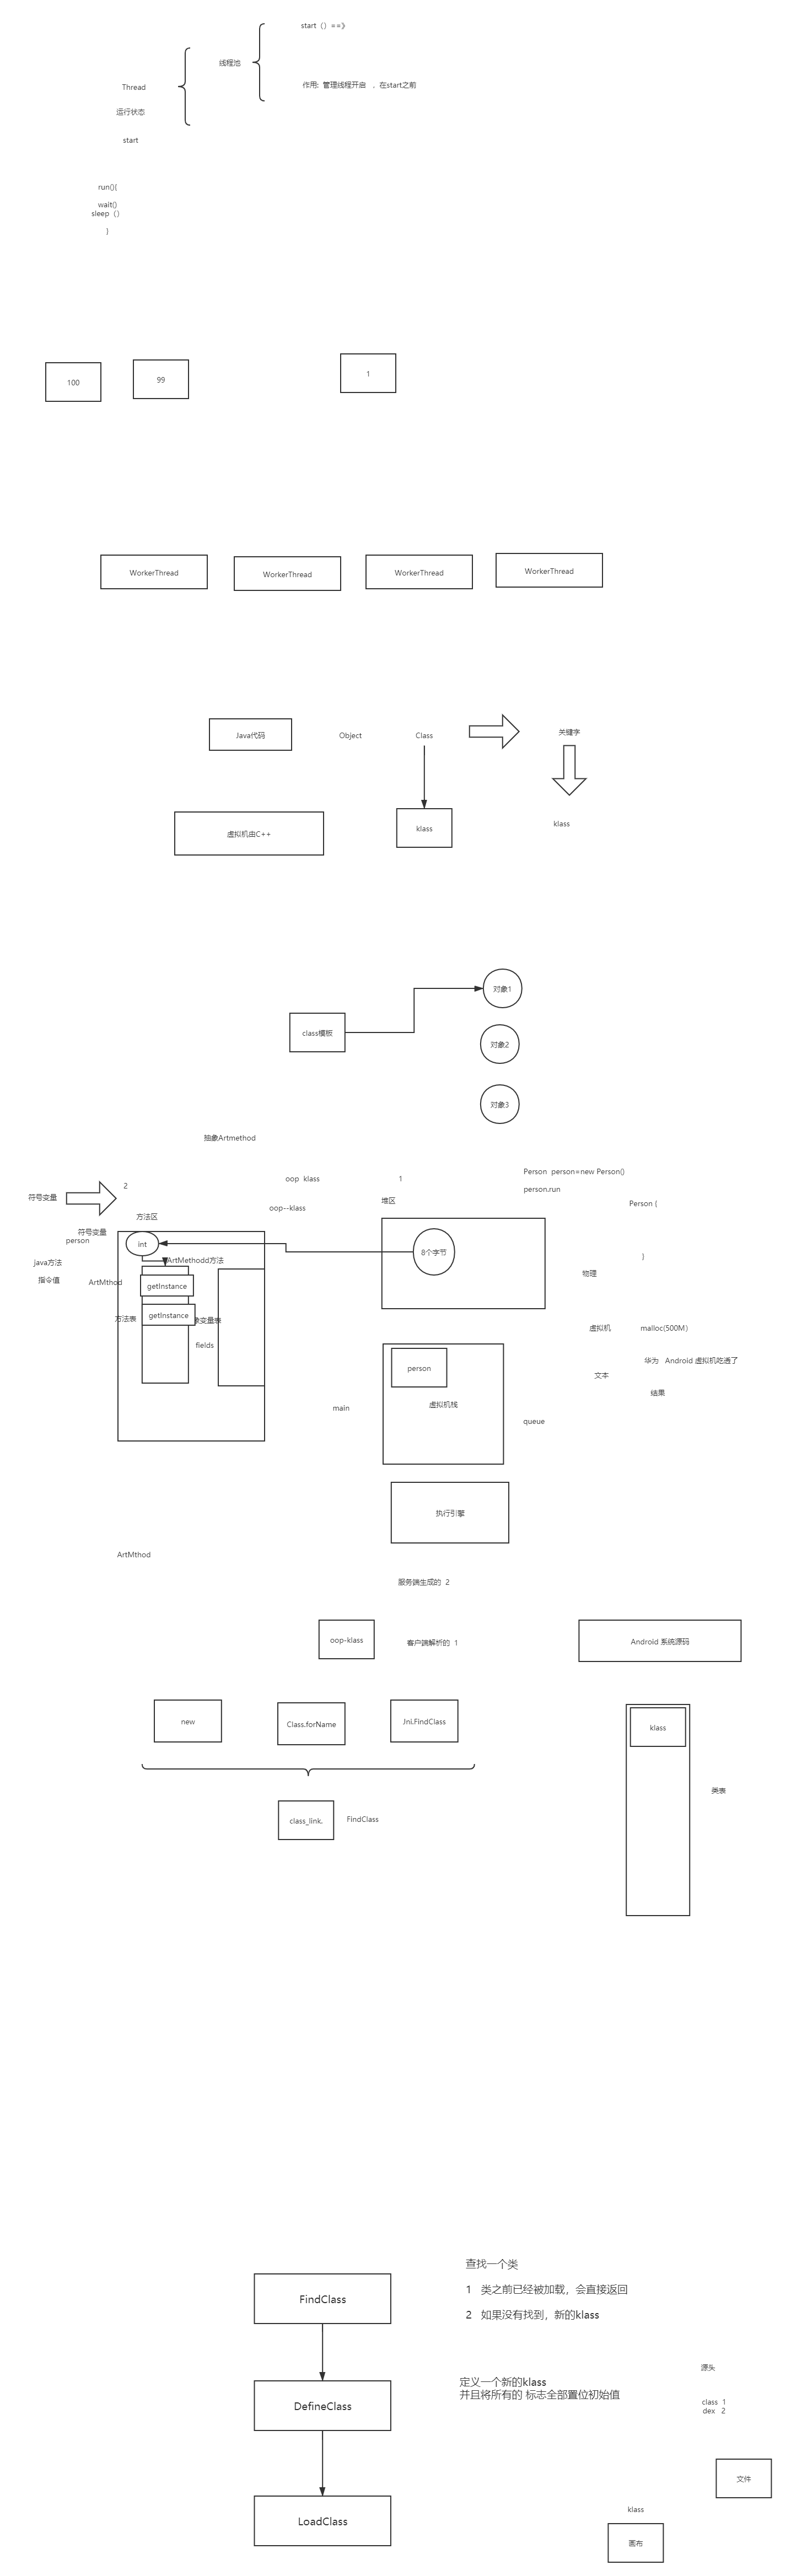 start（）==》
线程池
Thread
作用:  管理线程开启   ．在start之前
运行状态
start
run(){
wait()
sleep（）
}
100
99
1
WorkerThread
WorkerThread
WorkerThread
WorkerThread
Java代码
Object
Class
关键字
klass
klass
虚拟机由C++
对象1
class模板
对象2
对象3
抽象Artmethod
oop  klass
1
Person  person=new Person()
2
符号变量
堆区
person.run
oop--klass
Person {
方法区
符号变量
person
int
8个字节
}
java方法
ArtMethodd方法
物理
指令值
ArtMthod
getInstance
方法表
getInstance
象变量表
fields
虚拟机
malloc(500M）
华为   Android 虚拟机吃透了
person
文本
虚拟机栈
结果
main
queue
执行引擎
ArtMthod
服务端生成的  2
oop-klass
客户端解析的  1
Android 系统源码
new
Class.forName
Jni.FindClass
klass
类表
class_link.
FindClass
查找一个类
FindClass
1   类之前已经被加载，会直接返回
2   如果没有找到，新的klass
源头
定义一个新的klass
并且将所有的 标志全部置位初始值
DefineClass
class  1
dex   2
文件
klass
LoadClass
画布